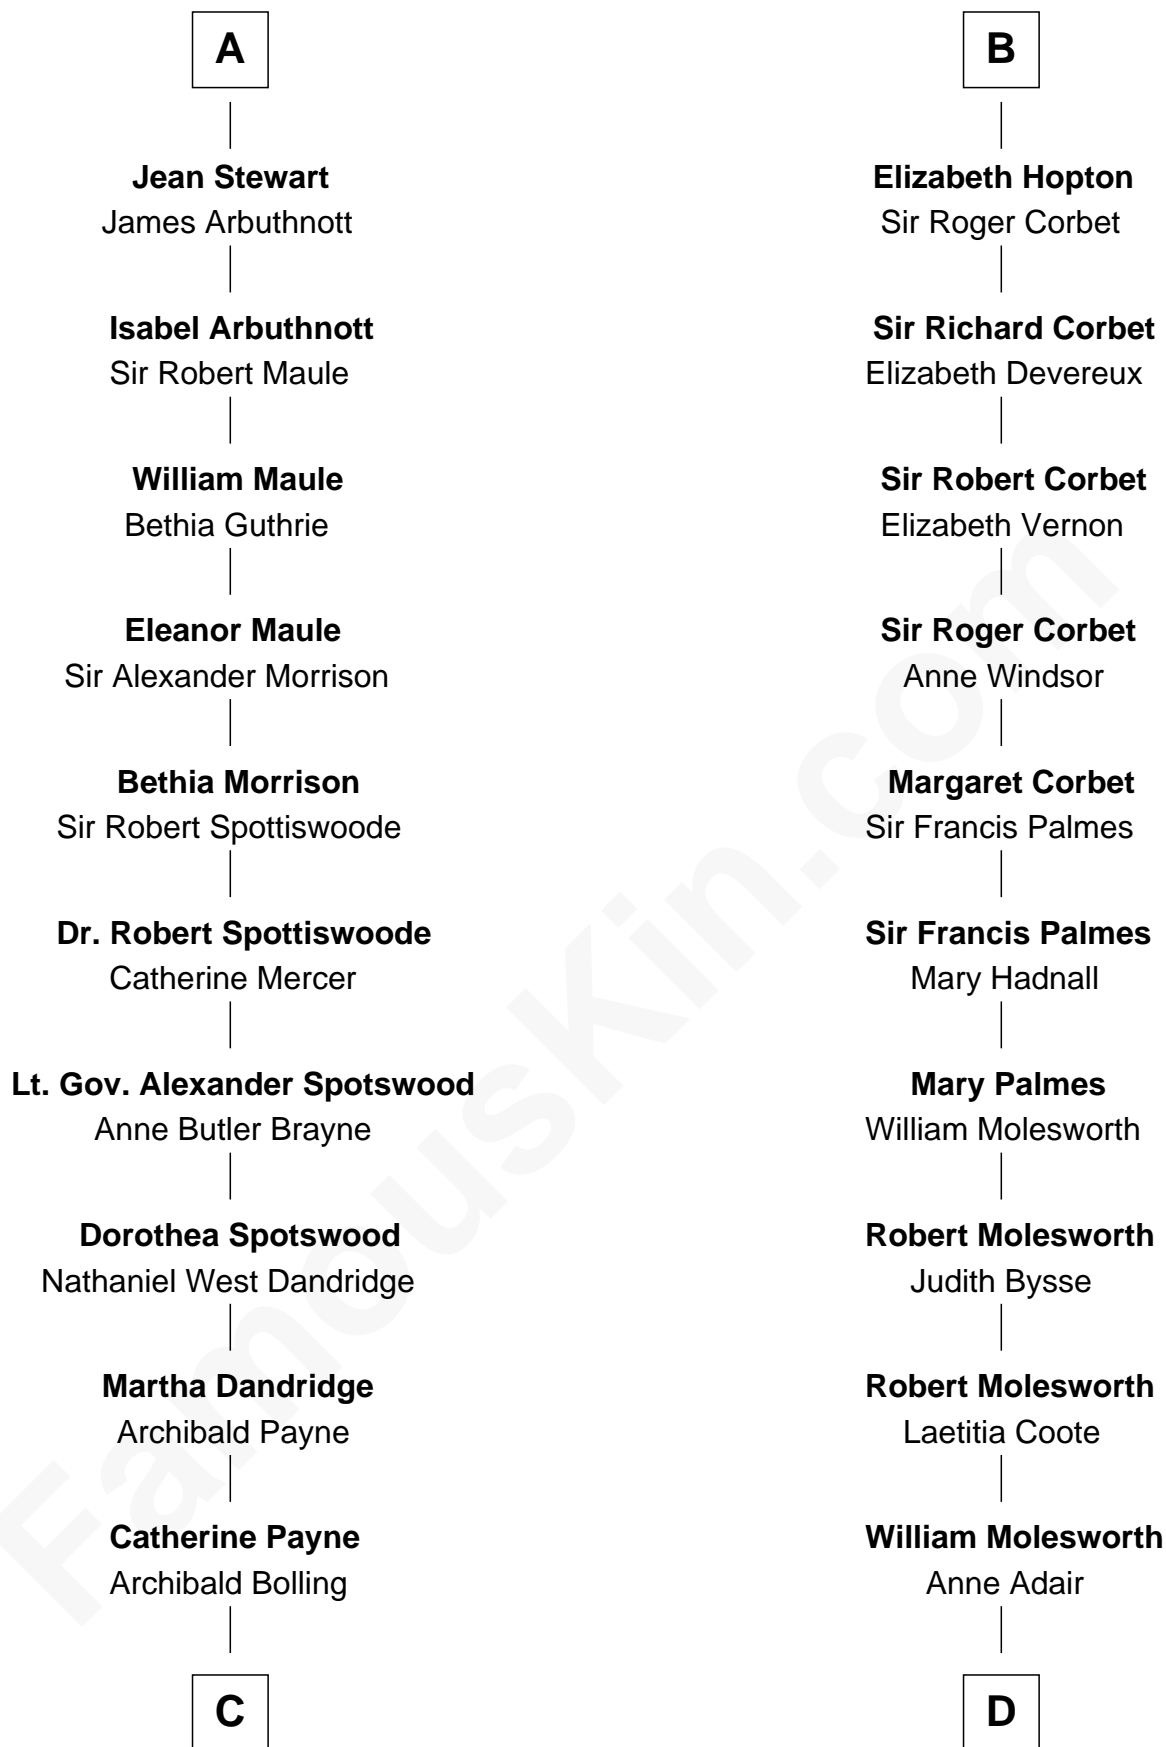 A
Jean Stewart
James Arbuthnott
Isabel Arbuthnott
Sir Robert Maule
William Maule
Bethia Guthrie
Eleanor Maule
Sir Alexander Morrison
Bethia Morrison
Sir Robert Spottiswoode
Dr. Robert Spottiswoode
Catherine Mercer
Lt. Gov. Alexander Spotswood
Anne Butler Brayne
Dorothea Spotswood
Nathaniel West Dandridge
Martha Dandridge
Archibald Payne
Catherine Payne
Archibald Bolling
C
B
Elizabeth Hopton
Sir Roger Corbet
Sir Richard Corbet
Elizabeth Devereux
Sir Robert Corbet
Elizabeth Vernon
Sir Roger Corbet
Anne Windsor
Margaret Corbet
Sir Francis Palmes
Sir Francis Palmes
Mary Hadnall
Mary Palmes
William Molesworth
Robert Molesworth
Judith Bysse
Robert Molesworth
Laetitia Coote
William Molesworth
Anne Adair
D
FamousKin.com